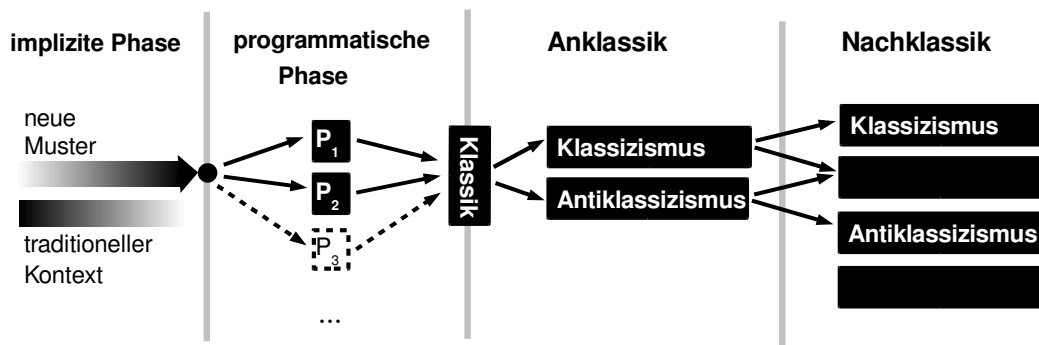 implizite Phase
programmatische
Phase
Anklassik
Nachklassik
neue
Muster
traditioneller
Kontext
P1
P2
P3
...
Klassik
Klassizismus
Antiklassizismus
Klassizismus
Antiklassizismus